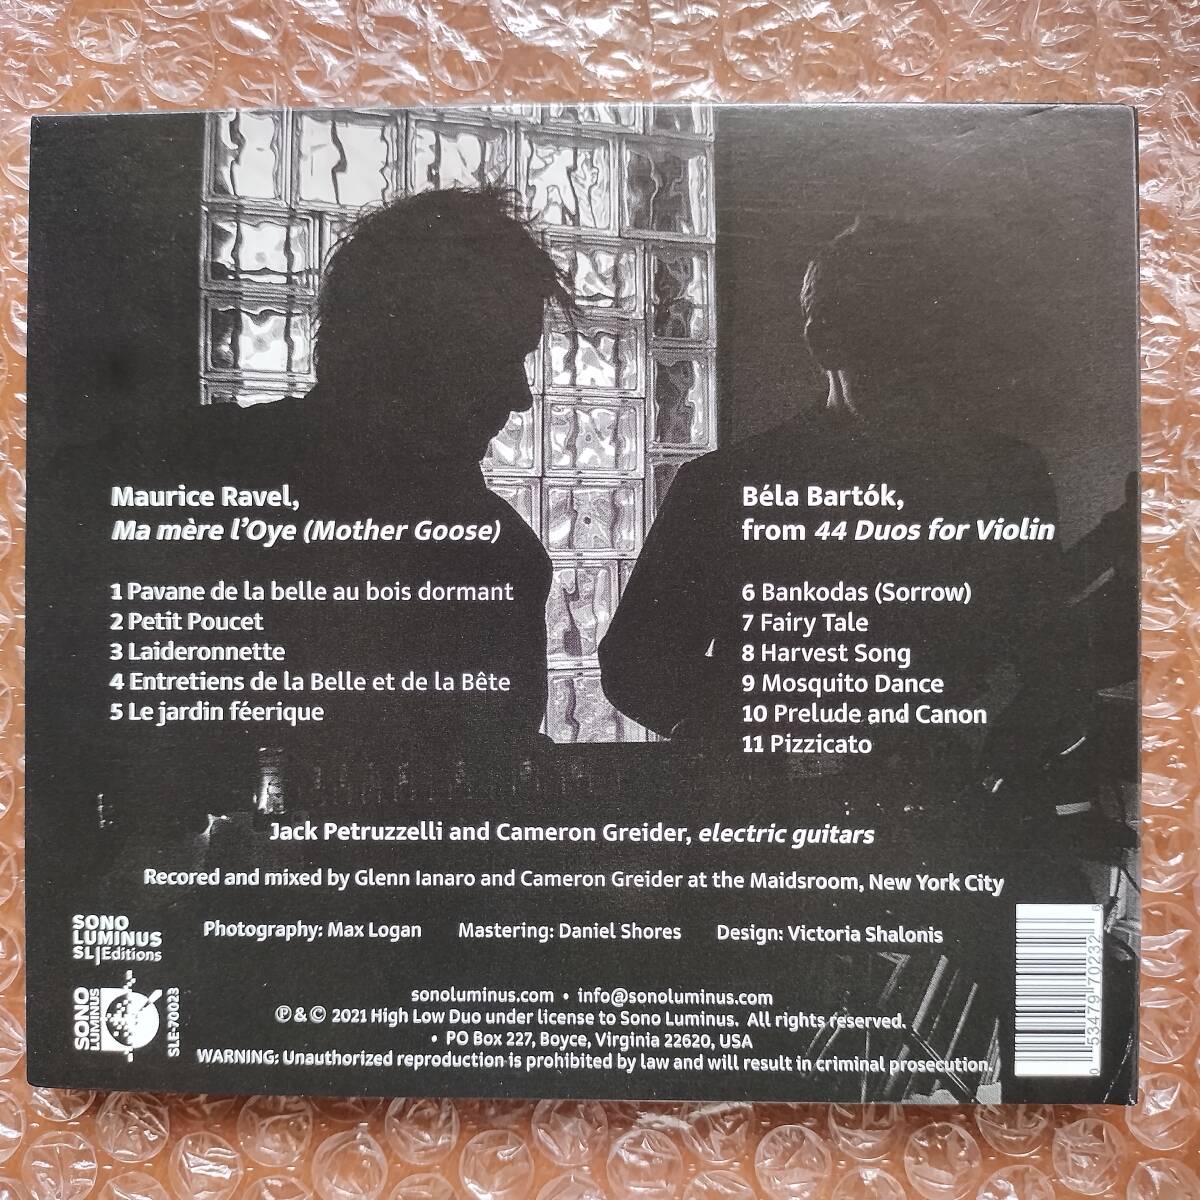 Maurice Ravel,
Ma mère l'Oye (Mother Goose)
1 Pavane de la belle au bois dormant
2 Petit Poucet
3 Laideronnette
4 Entretiens de la Belle et de la Bête
5 Le jardin féerique
Béla Bartók,
from 44 Duos for Violin
6 Bankodas (Sorrow)
7 Fairy Tale
8 Harvest Song
9 Mosquito Dance
10 Prelude and Canon
11 Pizzicato
Jack Petruzzelli and Cameron Greider, electric guitars
Recored and mixed by Glenn Ianaro and Cameron Greider at the Maidsroom, New York City
SONO
LUMINUS
SL|Editions
Photography: Max Logan Mastering: Daniel Shores Design: Victoria Shalonis
SONO
LUMINUS
SLE-70023
sonoluminus.com • info@sonoluminus.com
℗ & © 2021 High Low Duo under license to Sono Luminus. All rights reserved.
• PO Box 227, Boyce, Virginia 22620, USA
WARNING: Unauthorized reproduction is prohibited by law and will result in criminal prosecution.
0 53479 70232 6